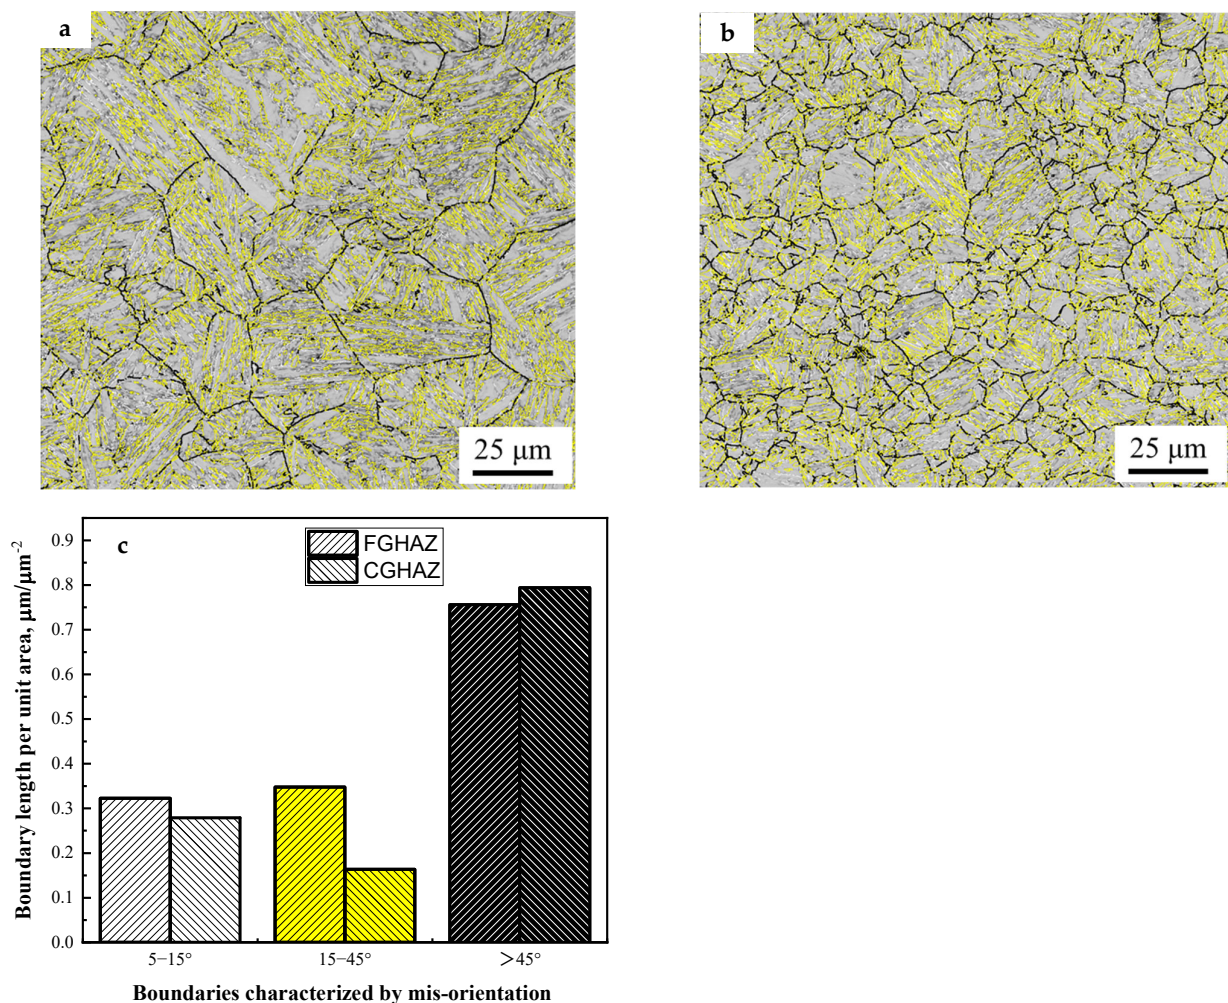 a
25 μm
b
25 μm
c
FGHAZ
CGHAZ
Boundary length per unit area, μm/μm⁻²
0.9
0.8
0.7
0.6
0.5
0.4
0.3
0.2
0.1
0.0
5−15°
15−45°
>45°
Boundaries characterized by mis-orientation